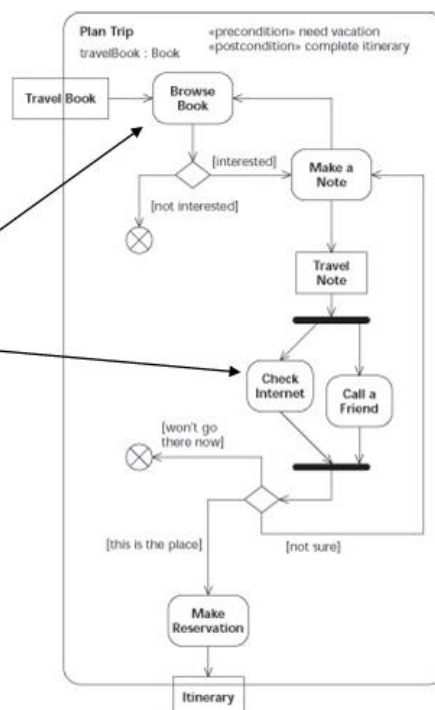 Plan Trip
«precondition» need vacation
travelBook : Book
«postcondition» complete itinerary
Travel Book
Browse
Book
[interested]
Make a
Note
[not interested]
Travel
Note
Check
Internet
Call a
Friend
[won't go
there now]
[this is the place]
[not sure]
Make
Reservation
Itinerary